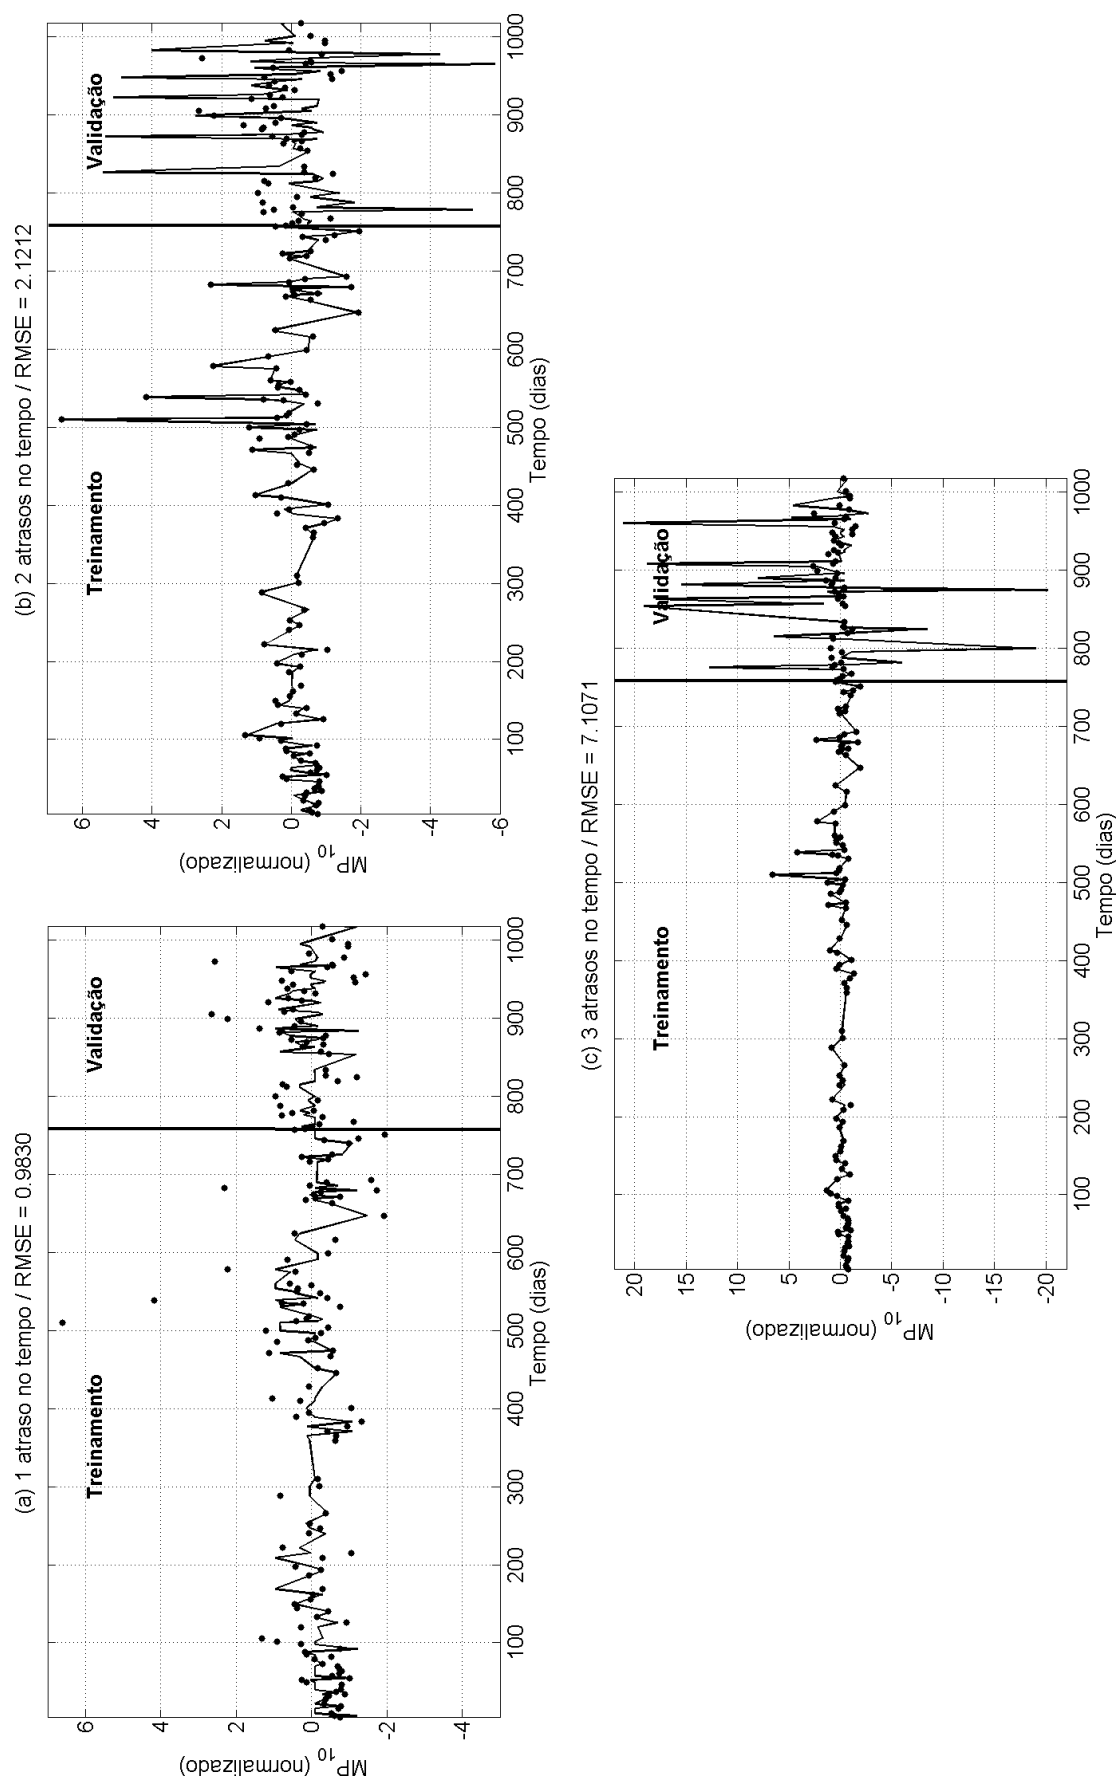 (a) 1 atraso no tempo / RMSE = 0.9830
Treinamento
Validação
MP10 (normalizado)
6
4
2
0
-2
-4
100 200 300 400 500 600 700 800 900 1000
Tempo (dias)
(b) 2 atrasos no tempo / RMSE = 2.1212
Treinamento
Validação
MP10 (normalizado)
6
4
2
0
-2
-4
-6
100 200 300 400 500 600 700 800 900 1000
Tempo (dias)
(c) 3 atrasos no tempo / RMSE = 7.1071
Treinamento
Validação
MP10 (normalizado)
20
15
10
5
0
-5
-10
-15
-20
100 200 300 400 500 600 700 800 900 1000
Tempo (dias)